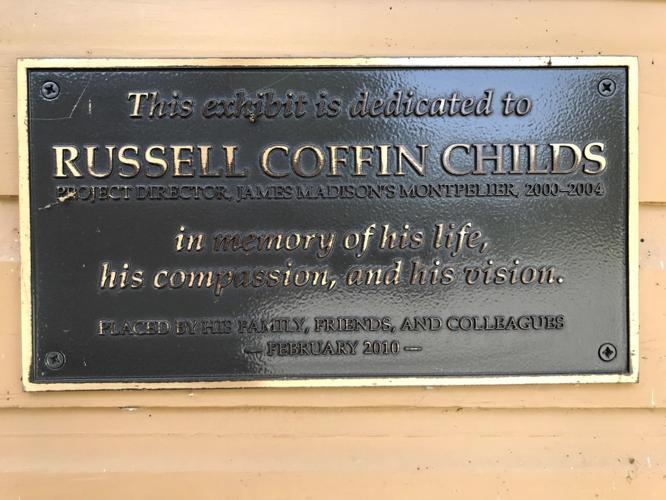 This exhibit is dedicated to
RUSSELL COFFIN CHILDS
PROJECT DIRECTOR, JAMES MADISON'S MONTPELIER, 2000–2004
in memory of his life,
his compassion, and his vision.
PLACED BY HIS FAMILY, FRIENDS, AND COLLEAGUES
— FEBRUARY 2010 —